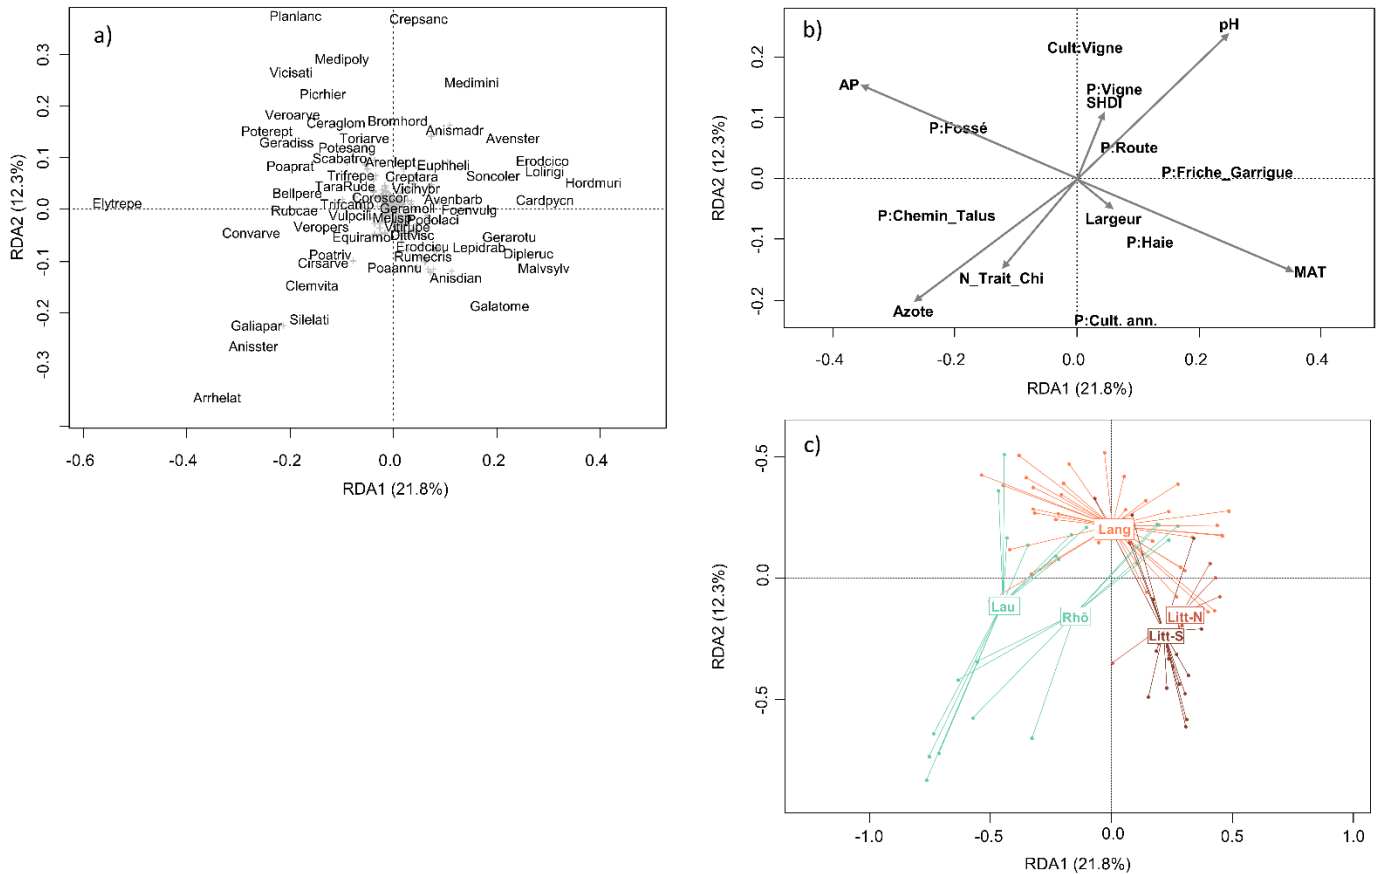 a)
Planlanc
Crepsanc
Medipoly
Vicisati
Medimini
Picrhier
Veroarve
Ceraglom
Bromhord
Poterept
Anismadr
Geradiss
Toriarve
Avenster
Potesang
Scabatro
Arenlept
Euphheli
Erodcico
Poaprat
Lolirigi
Trifrepe
Creptara
Soncoler
Hordmuri
TaraRude
Vicihybr
Bellpere
Coroscor
Avenbarb
Cardpycn
Elytrepe
Trifcamp
Geramoll
Foenvulg
Rubcae
Vulpcili
Podolaci
Veropers
Vitirupe
Convarve
Equiramo
Dittvisc
Gerarotu
Erodcicu
Lepidrab
Poatriv
Rumecris
Dipleruc
Cirsarve
Poaannu
Malvsylv
Anisdian
Clemvita
Galatome
Silelati
Galiapar
Anisster
Arrhelat
0.3
0.2
0.1
0.0
-0.1
-0.2
-0.3
RDA2 (12.3%)
-0.6
-0.4
-0.2
0.0
0.2
0.4
RDA1 (21.8%)
b)
pH
Cult:Vigne
AP
P:Vigne
SHDI
P:Fossé
P:Route
P:Friche_Garrigue
P:Chemin_Talus
Largeur
P:Haie
N_Trait_Chi
MAT
Azote
P:Cult. ann.
0.2
0.1
0.0
-0.1
-0.2
RDA2 (12.3%)
-0.4
-0.2
0.0
0.2
0.4
RDA1 (21.8%)
c)
Lang
Lau
Rhô
Litt-N
Litt-S
-0.5
0.0
-0.5
RDA2 (12.3%)
-1.0
-0.5
0.0
0.5
1.0
RDA1 (21.8%)